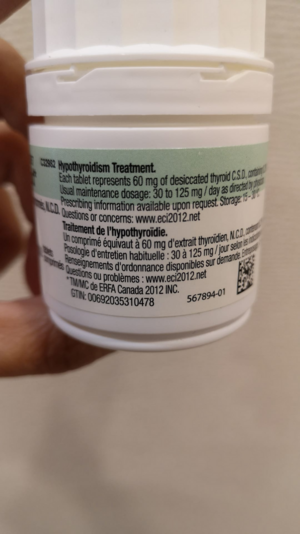 Hypothyroidism Treatment.
Each tablet represents 60 mg of desiccated thyroid C.S.D., containing
Usual maintenance dosage: 30 to 125 mg / day as directed by
Prescribing information available upon request. Storage: 15 -
Questions or concerns: www.eci2012.net
N.C.D.
Traitement de l'hypothyroïdie.
Un comprimé équivaut à 60 mg d'extrait thyroïdien, N.C.D.,
Posologie d'entretien habituelle : 30 à 125 mg / jour selon les
Renseignements d'ordonnance disponibles sur demande.
Questions ou problèmes : www.eci2012.net
TM/MC de ERFA Canada 2012 INC.
GTIN: 00692035310478
567894-01